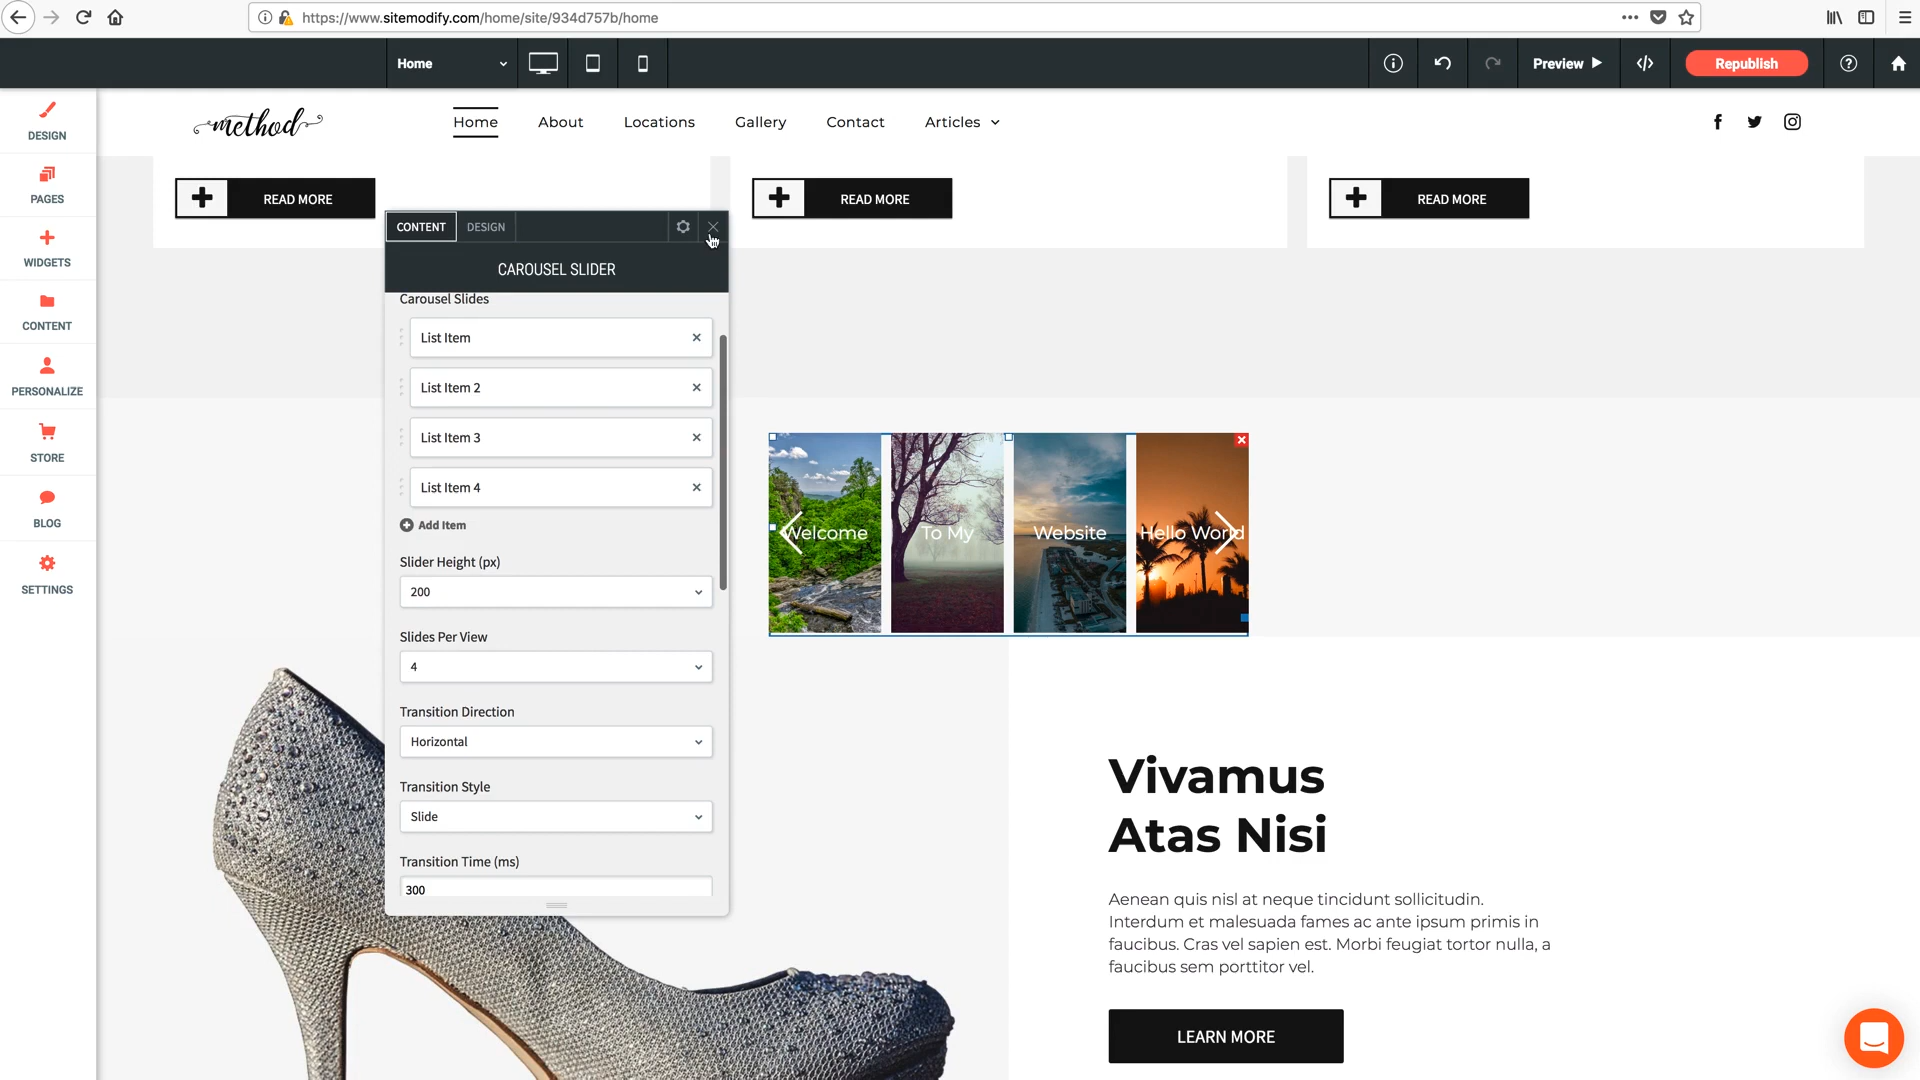 https://www.sitemodify.com/home/site/934d757b/home
Home
Preview
Republish
DESIGN
PAGES
WIDGETS
CONTENT
PERSONALIZE
STORE
BLOG
SETTINGS
method
Home
About
Locations
Gallery
Contact
Articles
READ MORE
READ MORE
READ MORE
CONTENT
DESIGN
CAROUSEL SLIDER
Carousel Slides
List Item
List Item 2
List Item 3
List Item 4
Add Item
Slider Height (px)
200
Slides Per View
4
Transition Direction
Horizontal
Transition Style
Slide
Transition Time (ms)
300
Welcome
To My
Website
Hello World
Vivamus
Atas Nisi
Aenean quis nisl at neque tincidunt sollicitudin.
Interdum et malesuada fames ac ante ipsum primis in
faucibus. Cras vel sapien est. Morbi feugiat tortor nulla, a
faucibus sem porttitor vel.
LEARN MORE